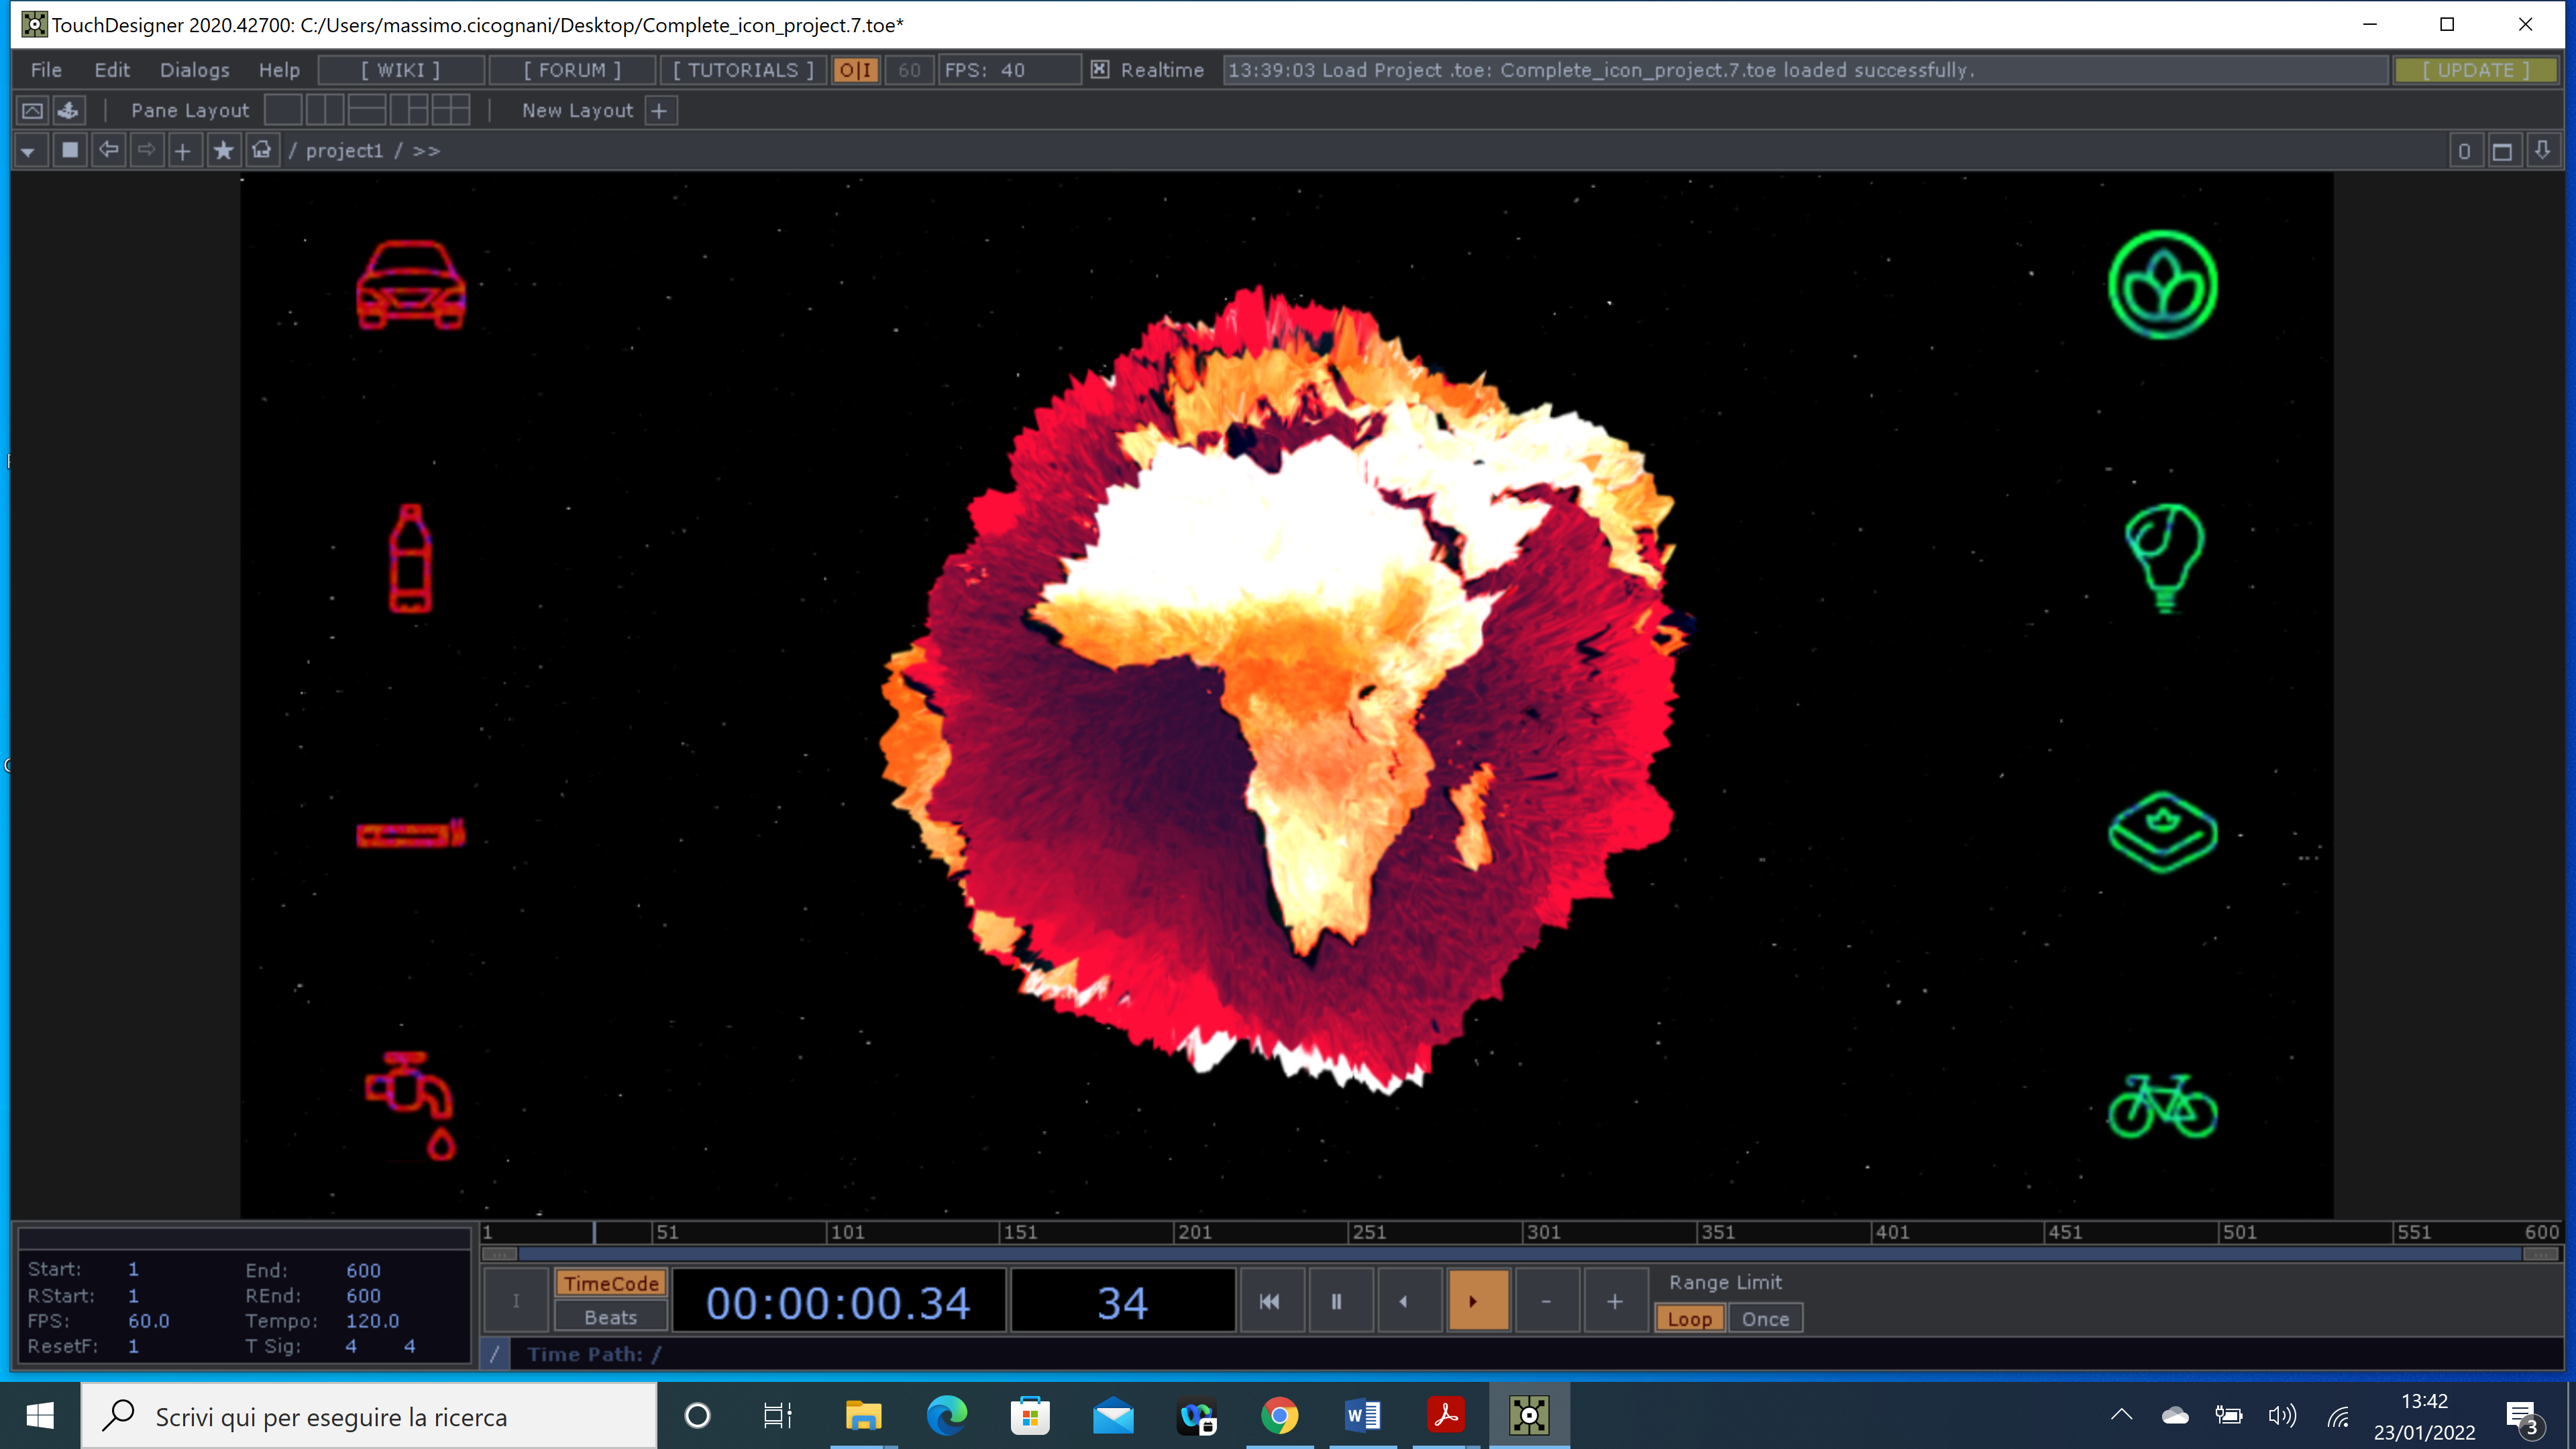 TouchDesigner 2020.42700: C:/Users/massimo.cicognani/Desktop/Complete_icon_project.7.toe*
File Edit Dialogs Help [ WIKI ] [ FORUM ] [ TUTORIALS ] O|I 60 FPS: 40 Realtime 13:39:03 Load Project .toe: Complete_icon_project.7.toe loaded successfully. [ UPDATE ]
Pane Layout New Layout +
/ project1 / >> 0
1 51 101 151 201 251 301 351 401 451 501 551 600
Start: 1 End: 600
RStart: 1 REnd: 600
FPS: 60.0 Tempo: 120.0
ResetF: 1 T Sig: 4 4
I TimeCode Beats 00:00:00.34 34 - + Range Limit
Loop Once
/ Time Path: /
Scrivi qui per eseguire la ricerca
13:42
23/01/2022
3